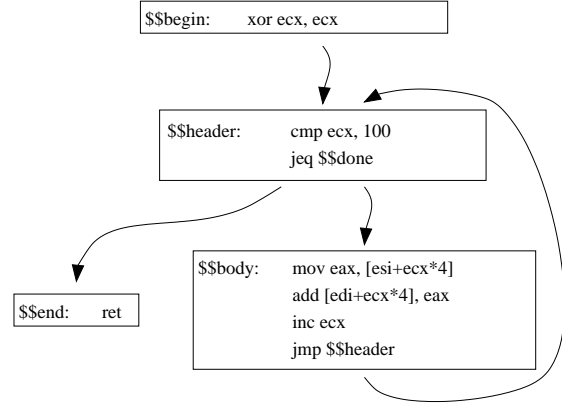 $$begin: xor ecx, ecx
$$header: cmp ecx, 100
jeq $$done
$$body: mov eax, [esi+ecx*4]
add [edi+ecx*4], eax
inc ecx
jmp $$header
$$end: ret